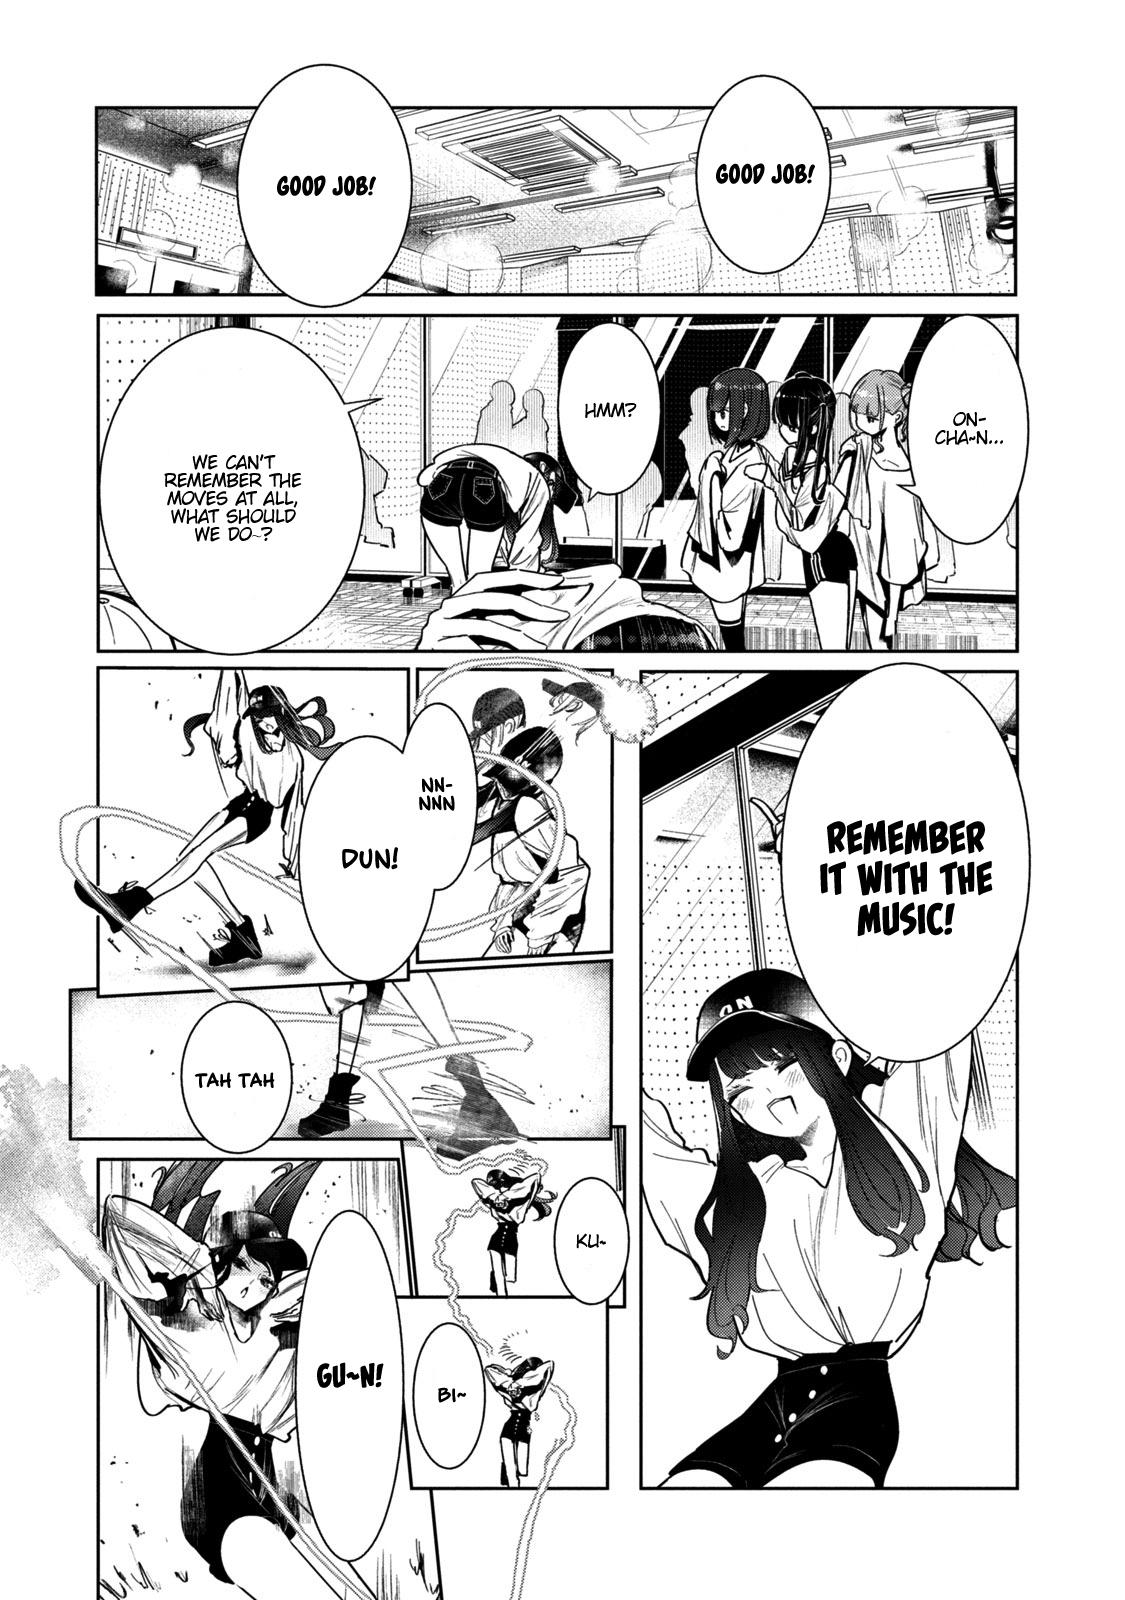 GOOD JOB!
GOOD JOB!
ON-
CHA~N...
HMM?
WE CAN'T
REMEMBER THE
MOVES AT ALL,
WHAT SHOULD
WE DO~?
REMEMBER
IT WITH THE
MUSIC!
ON
NN-
NNN
DUN!
TAH TAH
KU~
BI~
GU~N!